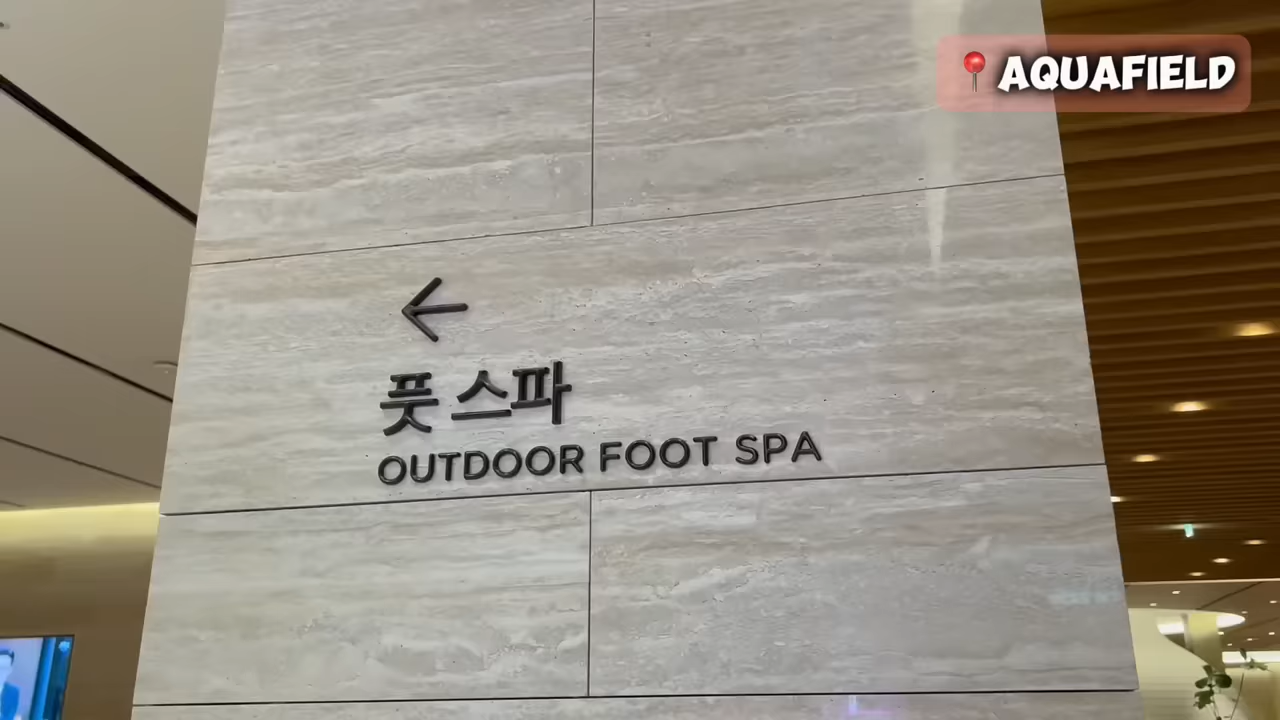 📍AQUAFIELD
←
풋 스파
OUTDOOR FOOT SPA